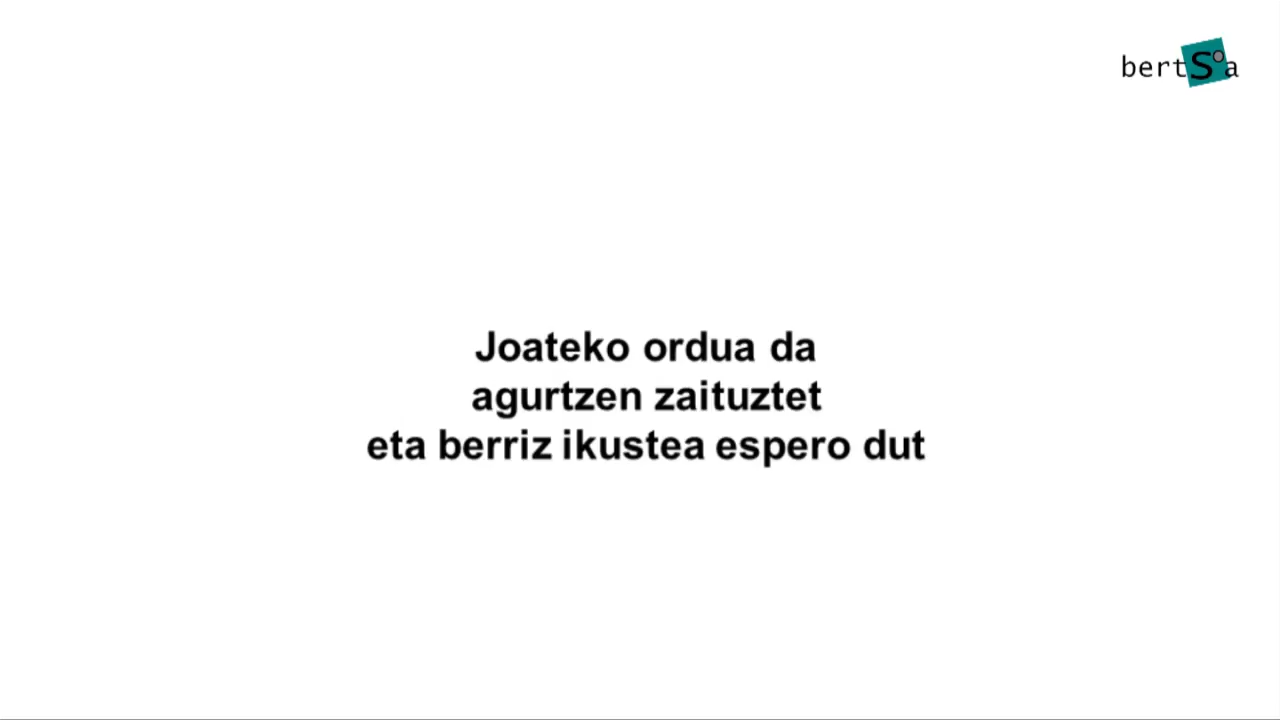 bertsoa
Joateko ordua da
agurtzen zaituztet
eta berriz ikustea espero dut